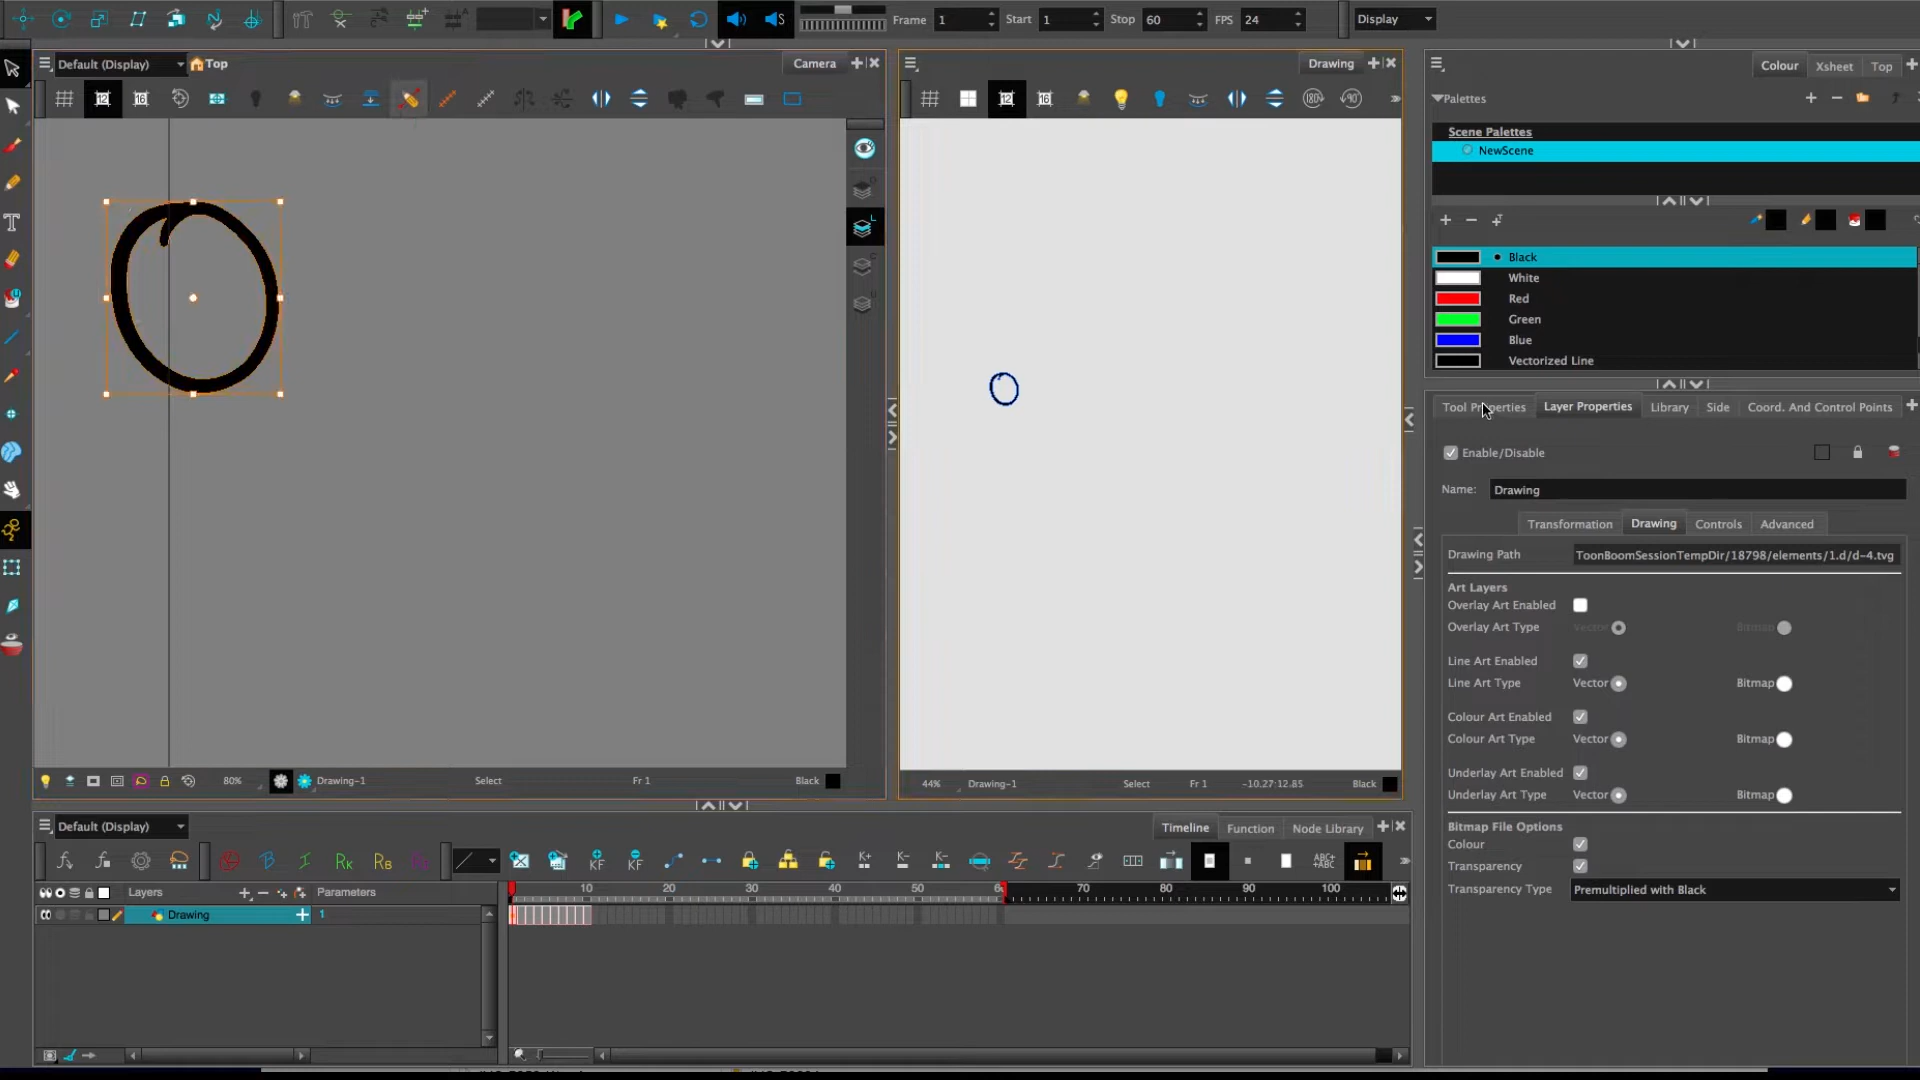 Frame 1 Start 1 Stop 60 FPS 24 Display
Default (Display) Top Camera
Drawing
Colour Xsheet Top
Palettes
Scene Palettes
NewScene
Black
White
Red
Green
Blue
Vectorized Line
Tool Properties Layer Properties Library Side Coord. And Control Points
Enable/Disable
Name: Drawing
Transformation Drawing Controls Advanced
Drawing Path ToonBoomSessionTempDir/18798/elements/1.d/d-4.tvg
Art Layers
Overlay Art Enabled
Overlay Art Type Vector Bitmap
Line Art Enabled
Line Art Type Vector Bitmap
Colour Art Enabled
Colour Art Type Vector Bitmap
Underlay Art Enabled
Underlay Art Type Vector Bitmap
Bitmap File Options
Colour
Transparency
Transparency Type Premultiplied with Black
80% Drawing-1 Select Fr 1 Black
44% Drawing-1 Select Fr 1 -10.27:12.85 Black
Default (Display) Timeline Function Node Library
RK RB K+ K- K- ABC+ +ABC
Layers Parameters 10 20 30 40 50 70 80 90 100
Drawing 1